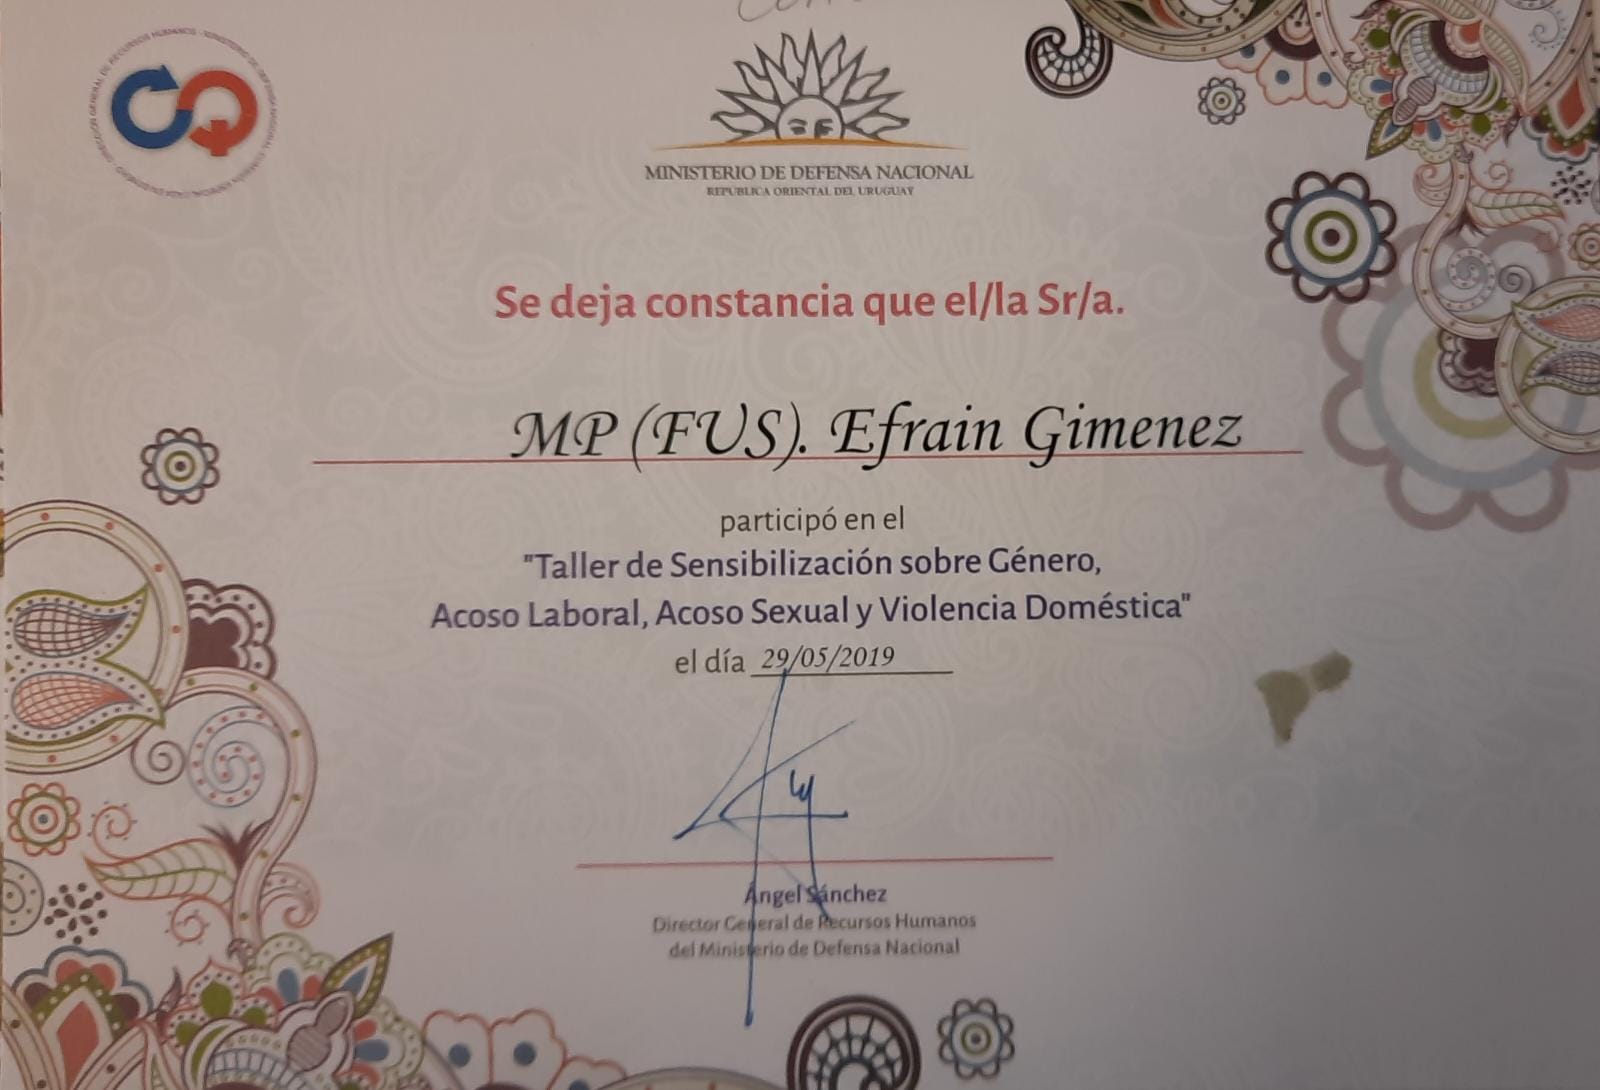 DIRECCIÓN GENERAL DE RECURSOS HUMANOS - MINISTERIO DE DEFENSA NACIONAL
MINISTERIO DE DEFENSA NACIONAL
REPUBLICA ORIENTAL DEL URUGUAY
Se deja constancia que el/la Sr/a.
MP (FUS). Efrain Gimenez
participó en el
"Taller de Sensibilización sobre Género,
Acoso Laboral, Acoso Sexual y Violencia Doméstica"
el día 29/05/2019
Ángel Sánchez
Director General de Recursos Humanos
del Ministerio de Defensa Nacional